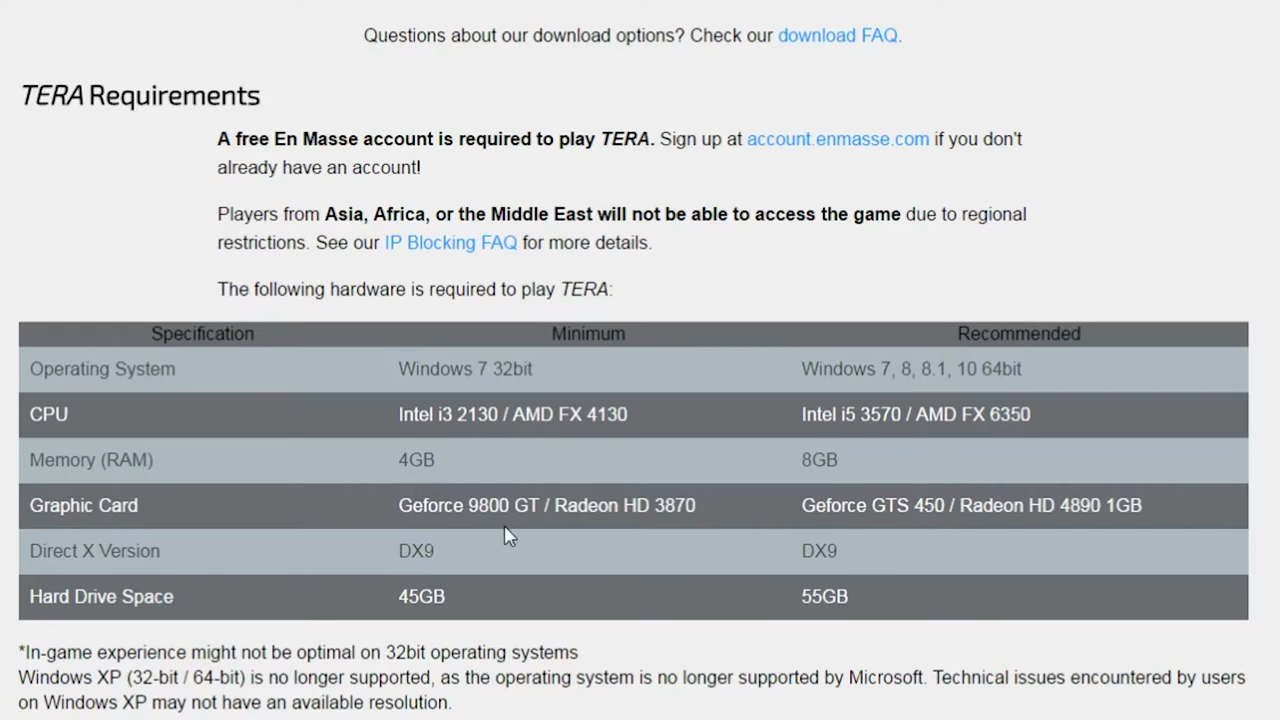 Questions about our download options? Check our download FAQ.
TERA Requirements
A free En Masse account is required to play TERA. Sign up at account.enmasse.com if you don't
already have an account!
Players from Asia, Africa, or the Middle East will not be able to access the game due to regional
restrictions. See our IP Blocking FAQ for more details.
The following hardware is required to play TERA:
Specification Minimum Recommended
Operating System Windows 7 32bit Windows 7, 8, 8.1, 10 64bit
CPU Intel i3 2130 / AMD FX 4130 Intel i5 3570 / AMD FX 6350
Memory (RAM) 4GB 8GB
Graphic Card Geforce 9800 GT / Radeon HD 3870 Geforce GTS 450 / Radeon HD 4890 1GB
Direct X Version DX9 DX9
Hard Drive Space 45GB 55GB
*In-game experience might not be optimal on 32bit operating systems
Windows XP (32-bit / 64-bit) is no longer supported, as the operating system is no longer supported by Microsoft. Technical issues encountered by users
on Windows XP may not have an available resolution.